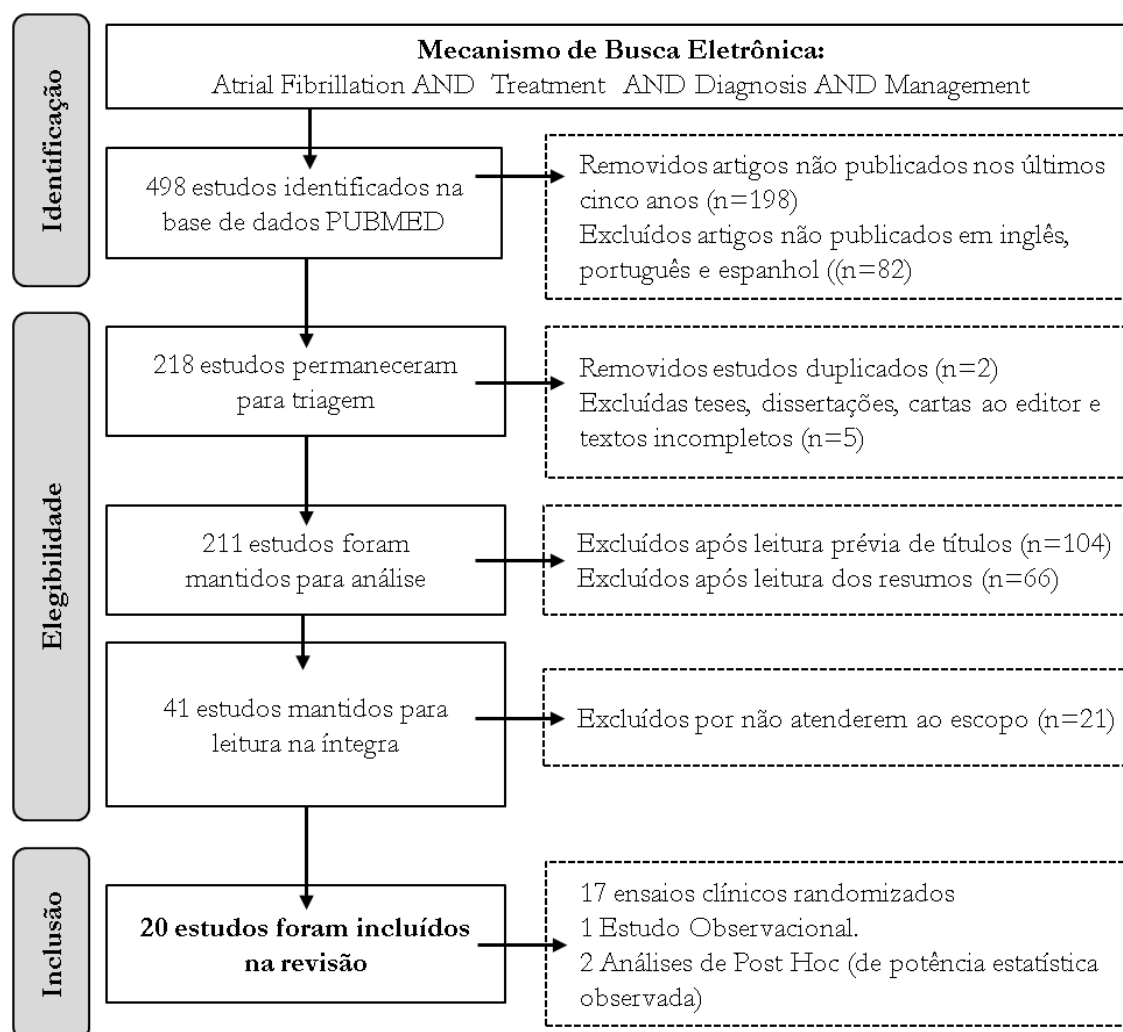 Identificação
Mecanismo de Busca Eletrônica:
Atrial Fibrillation AND Treatment AND Diagnosis AND Management
498 estudos identificados na
base de dados PUBMED
Removidos artigos não publicados nos últimos
cinco anos (n=198)
Excluídos artigos não publicados em inglês,
português e espanhol ((n=82)
Elegibilidade
218 estudos permaneceram
para triagem
Removidos estudos duplicados (n=2)
Excluídas teses, dissertações, cartas ao editor e
textos incompletos (n=5)
211 estudos foram
mantidos para análise
Excluídos após leitura prévia de títulos (n=104)
Excluídos após leitura dos resumos (n=66)
41 estudos mantidos para
leitura na íntegra
Excluídos por não atenderem ao escopo (n=21)
Inclusão
20 estudos foram incluídos
na revisão
17 ensaios clínicos randomizados
1 Estudo Observacional.
2 Análises de Post Hoc (de potência estatística
observada)